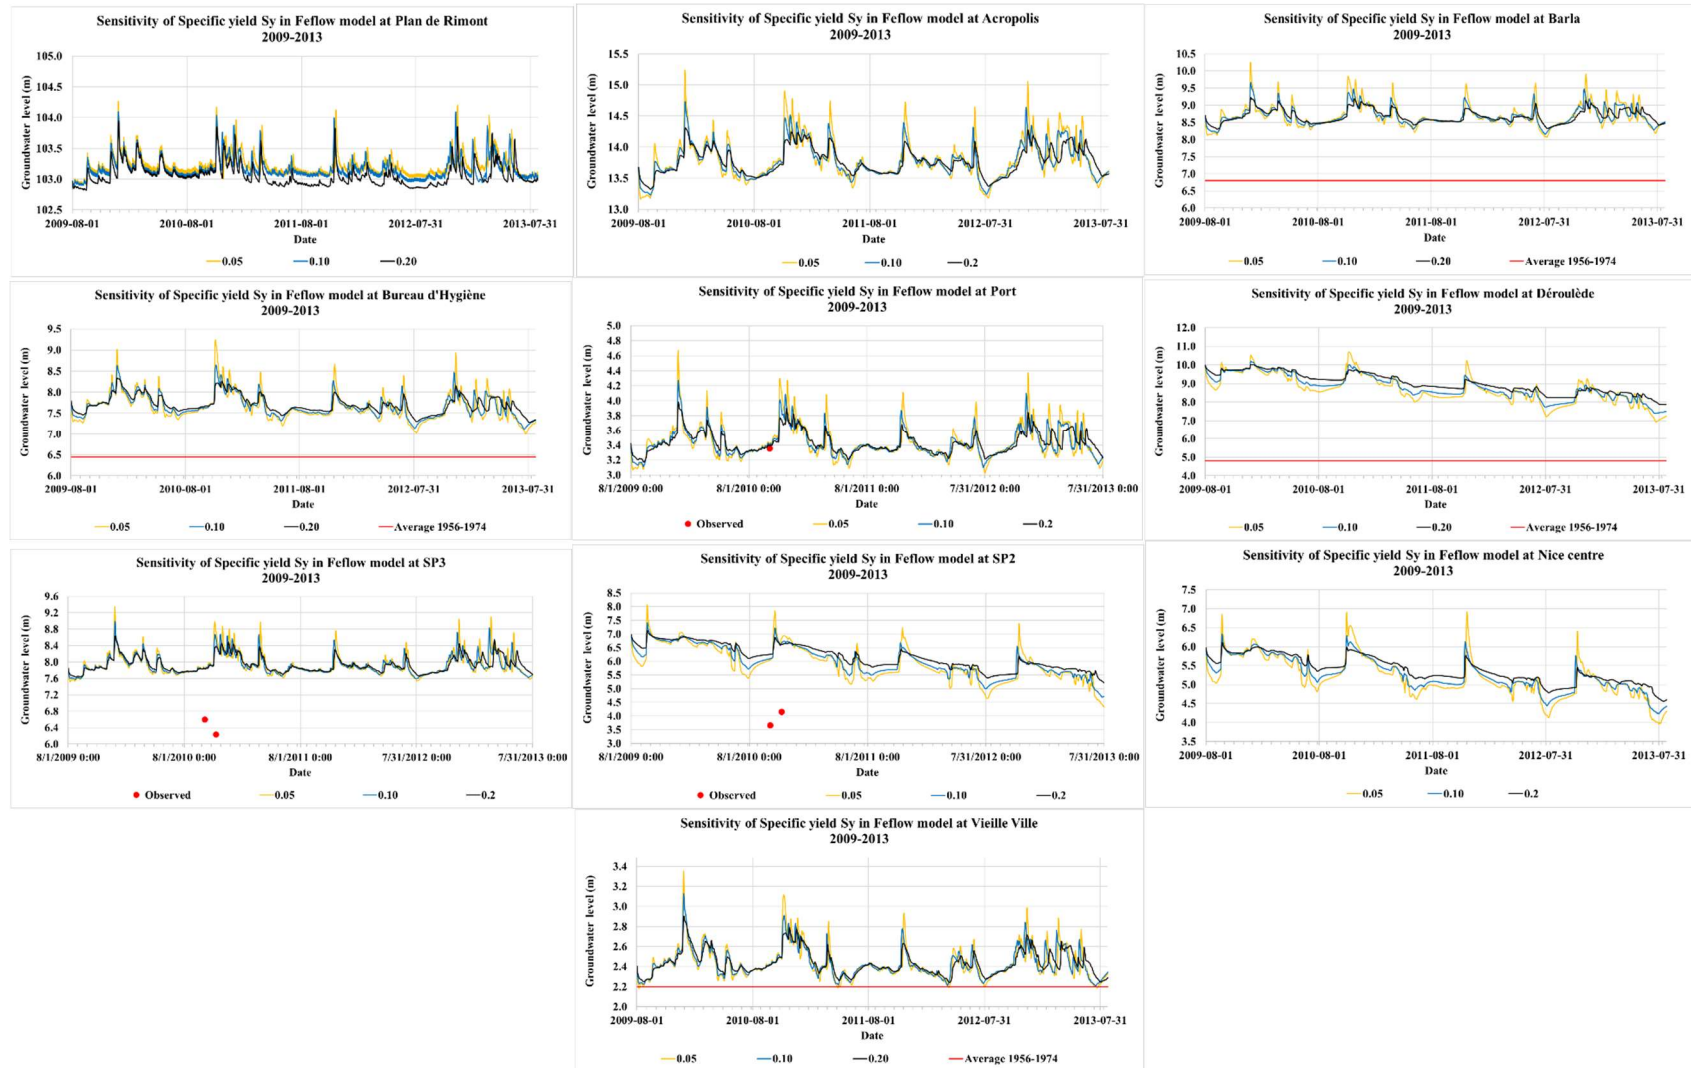 Sensitivity of Specific yield Sy in Feflow model at Plan de Rimont
2009-2013
Groundwater level (m)
105.0
104.5
104.0
103.5
103.0
102.5
2009-08-01 2010-08-01 2011-08-01 2012-07-31 2013-07-31
Date
0.05 0.10 0.20
Sensitivity of Specific yield Sy in Feflow model at Acropolis
2009-2013
Groundwater level (m)
15.5
15.0
14.5
14.0
13.5
13.0
2009-08-01 2010-08-01 2011-08-01 2012-07-31 2013-07-31
Date
0.05 0.10 0.2
Sensitivity of Specific yield Sy in Feflow model at Barla
2009-2013
Groundwater level (m)
10.5
10.0
9.5
9.0
8.5
8.0
7.5
7.0
6.5
6.0
2009-08-01 2010-08-01 2011-08-01 2012-07-31 2013-07-31
Date
0.05 0.10 0.20 Average 1956-1974
Sensitivity of Specific yield Sy in Feflow model at Bureau d'Hygiène
2009-2013
Groundwater level (m)
9.5
9.0
8.5
8.0
7.5
7.0
6.5
6.0
2009-08-01 2010-08-01 2011-08-01 2012-07-31 2013-07-31
Date
0.05 0.10 0.20 Average 1956-1974
Sensitivity of Specific yield Sy in Feflow model at Port
2009-2013
Groundwater level (m)
5.0
4.8
4.6
4.4
4.2
4.0
3.8
3.6
3.4
3.2
3.0
8/1/2009 0:00 8/1/2010 0:00 8/1/2011 0:00 7/31/2012 0:00 7/31/2013 0:00
Date
Observed 0.05 0.10 0.2
Sensitivity of Specific yield Sy in Feflow model at Déroulède
2009-2013
Groundwater level (m)
12.0
11.0
10.0
9.0
8.0
7.0
6.0
5.0
4.0
2009-08-01 2010-08-01 2011-08-01 2012-07-31 2013-07-31
Date
0.05 0.10 0.20 Average 1956-1974
Sensitivity of Specific yield Sy in Feflow model at SP3
2009-2013
Groundwater level (m)
9.6
9.2
8.8
8.4
8.0
7.6
7.2
6.8
6.4
6.0
8/1/2009 0:00 8/1/2010 0:00 8/1/2011 0:00 7/31/2012 0:00 7/31/2013 0:00
Date
Observed 0.05 0.10 0.2
Sensitivity of Specific yield Sy in Feflow model at SP2
2009-2013
Groundwater level (m)
8.5
8.0
7.5
7.0
6.5
6.0
5.5
5.0
4.5
4.0
3.5
3.0
8/1/2009 0:00 8/1/2010 0:00 8/1/2011 0:00 7/31/2012 0:00 7/31/2013 0:00
Date
Observed 0.05 0.10 0.2
Sensitivity of Specific yield Sy in Feflow model at Nice centre
2009-2013
Groundwater level (m)
7.5
7.0
6.5
6.0
5.5
5.0
4.5
4.0
3.5
2009-08-01 2010-08-01 2011-08-01 2012-07-31 2013-07-31
Date
0.05 0.10 0.2
Sensitivity of Specific yield Sy in Feflow model at Vieille Ville
2009-2013
Groundwater level (m)
3.4
3.2
3.0
2.8
2.6
2.4
2.2
2.0
2009-08-01 2010-08-01 2011-08-01 2012-07-31 2013-07-31
Date
0.05 0.10 0.20 Average 1956-1974